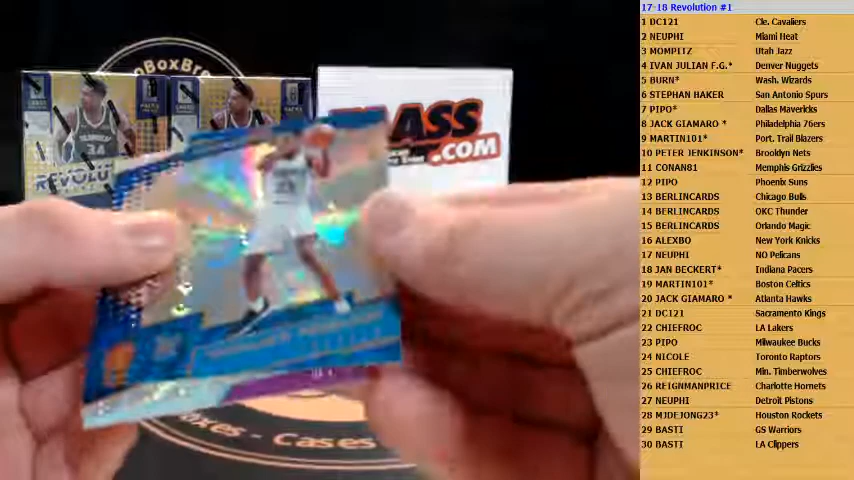 17-18 Revolution #1
1 DC121 Cle. Cavaliers
2 NEUPHI Miami Heat
3 MOMPITZ Utah Jazz
4 IVAN JULIAN F.G.* Denver Nuggets
5 BURN* Wash. Wizards
6 STEPHAN HAKER San Antonio Spurs
7 PIPO* Dallas Mavericks
8 JACK GIAMARO * Philadelphia 76ers
9 MARTIN101* Port. Trail Blazers
10 PETER JENKINSON* Brooklyn Nets
11 CONAN81 Memphis Grizzlies
12 PIPO Phoenix Suns
13 BERLINCARDS Chicago Bulls
14 BERLINCARDS OKC Thunder
15 BERLINCARDS Orlando Magic
16 ALEXBO New York Knicks
17 NEUPHI NO Pelicans
18 JAN BECKERT* Indiana Pacers
19 MARTIN101* Boston Celtics
20 JACK GIAMARO * Atlanta Hawks
21 DC121 Sacramento Kings
22 CHIEFROC LA Lakers
23 PIPO Milwaukee Bucks
24 NICOLE Toronto Raptors
25 CHIEFROC Min. Timberwolves
26 REIGNMANPRICE Charlotte Hornets
27 NEUPHI Detroit Pistons
28 MJDEJONG23* Houston Rockets
29 BASTI GS Warriors
30 BASTI LA Clippers
nBoxBre
ASS
.COM
REVOLU
oxes - Cases